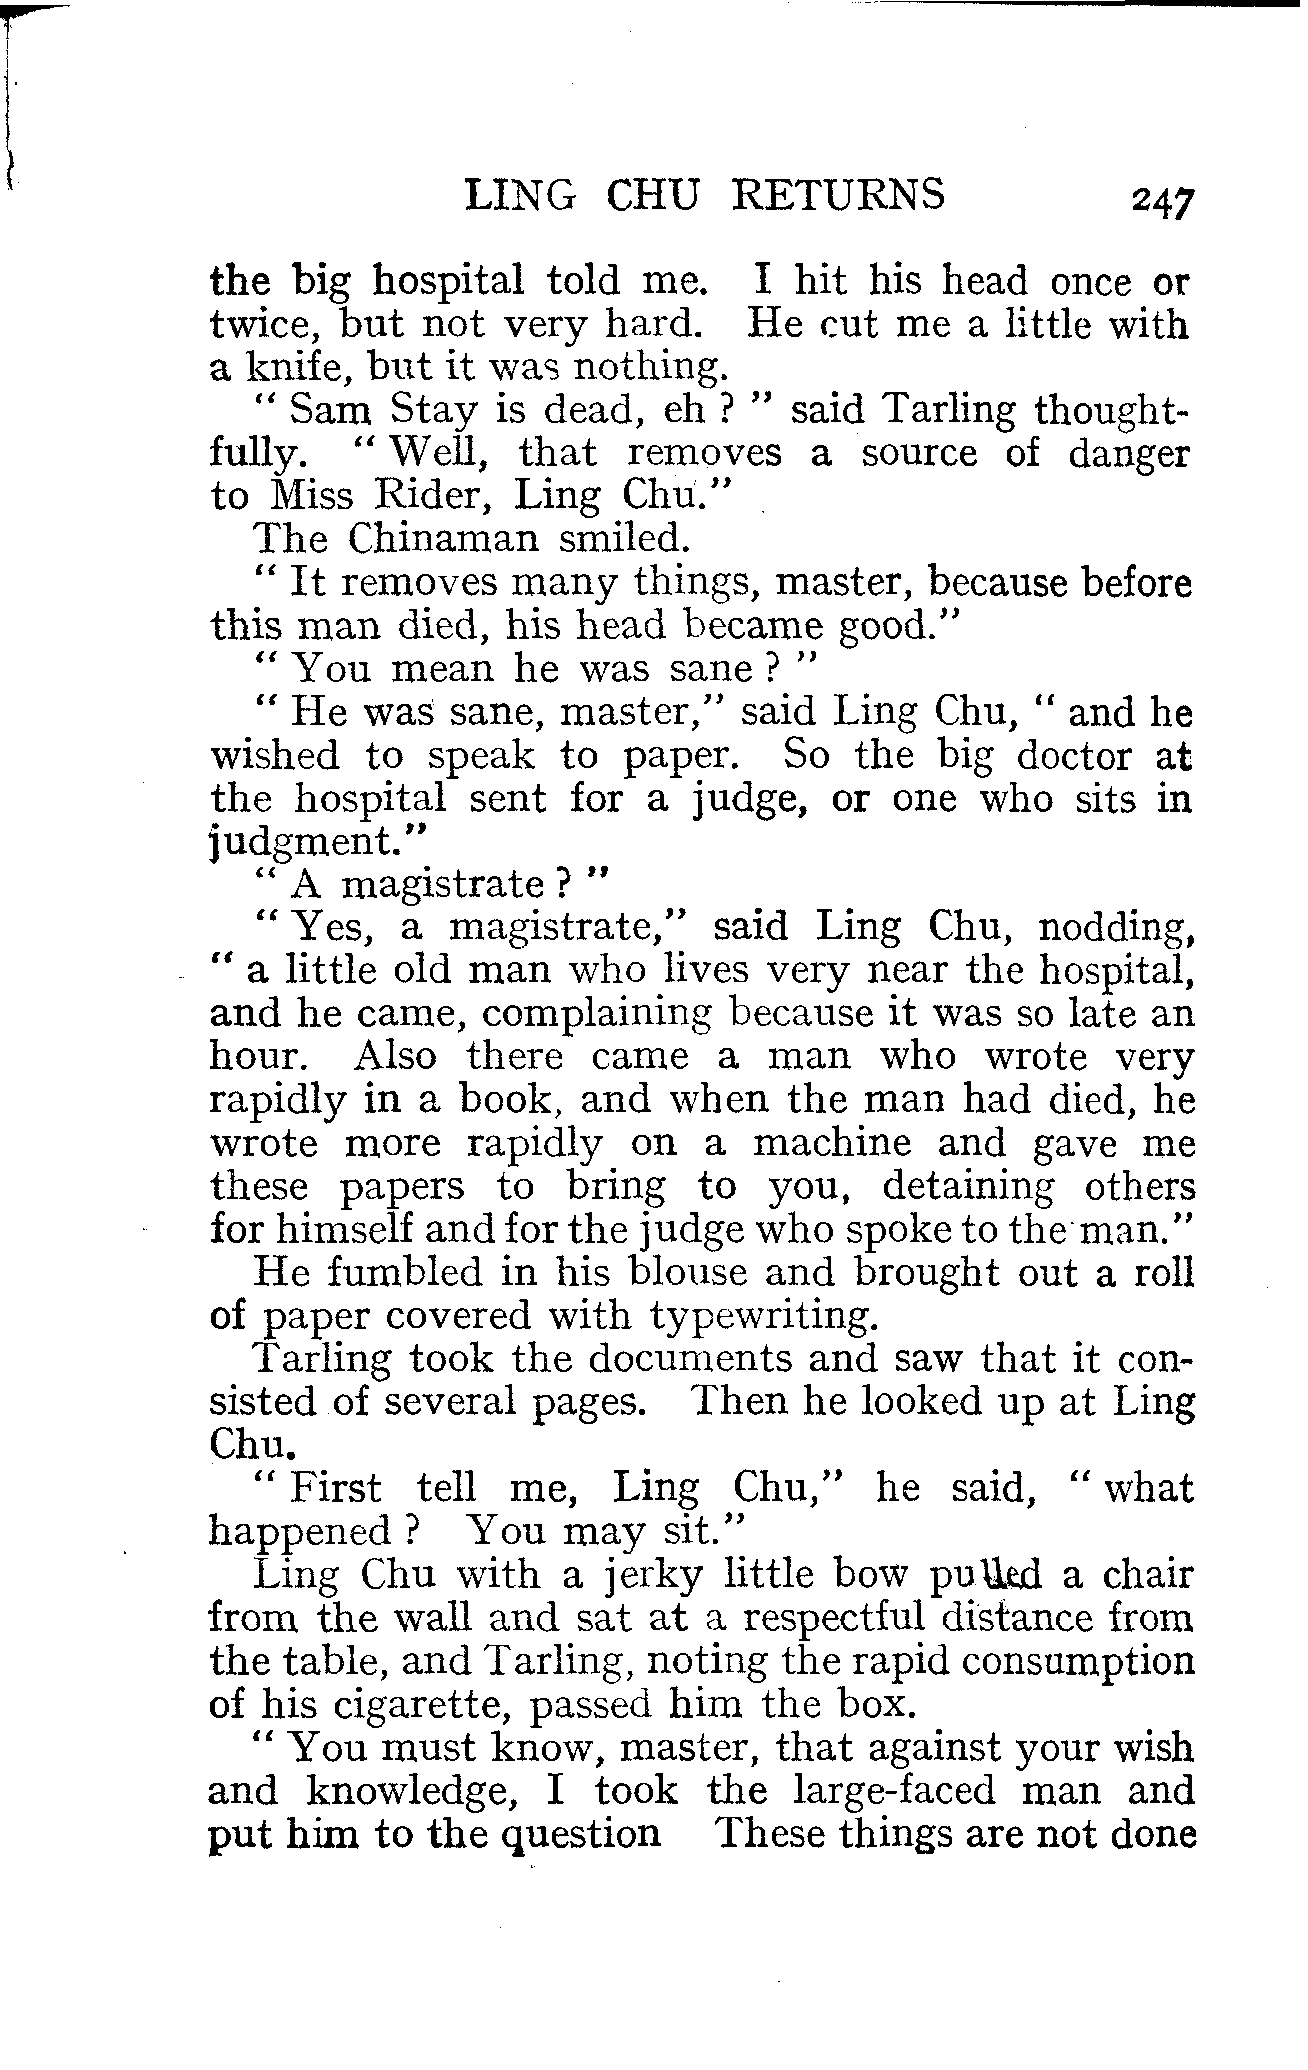 LING CHU RETURNS 247
the big hospital told me. I hit his head once or
twice, but not very hard. He cut me a little with
a knife, but it was nothing.
" Sam Stay is dead, eh ? " said Tarling thought-
fully. " Well, that removes a source of danger
to Miss Rider, Ling Chu."
The Chinaman smiled.
" It removes many things, master, because before
this man died, his head became good."
" You mean he was sane ? "
" He was sane, master," said Ling Chu, " and he
wished to speak to paper. So the big doctor at
the hospital sent for a judge, or one who sits in
judgment."
" A magistrate ? "
" Yes, a magistrate," said Ling Chu, nodding,
" a little old man who lives very near the hospital,
and he came, complaining because it was so late an
hour. Also there came a man who wrote very
rapidly in a book, and when the man had died, he
wrote more rapidly on a machine and gave me
these papers to bring to you, detaining others
for himself and for the judge who spoke to the man."
He fumbled in his blouse and brought out a roll
of paper covered with typewriting.
Tarling took the documents and saw that it con-
sisted of several pages. Then he looked up at Ling
Chu.
" First tell me, Ling Chu," he said, " what
happened ? You may sit."
Ling Chu with a jerky little bow pulled a chair
from the wall and sat at a respectful distance from
the table, and Tarling, noting the rapid consumption
of his cigarette, passed him the box.
" You must know, master, that against your wish
and knowledge, I took the large-faced man and
put him to the question These things are not done